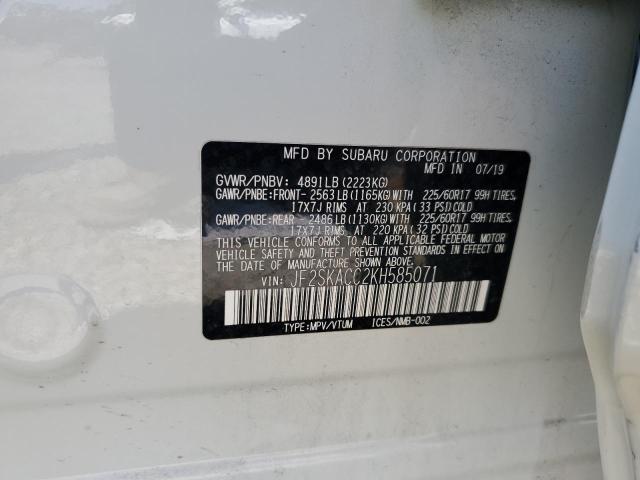 MFD BY SUBARU CORPORATION
MFD IN 07/19
GVWR/PNBV: 4891LB(2223KG)
GAWR/PNBE:FRONT- 2563LB(1165KG)WITH 225/60R17 99H TIRES,
17X7J RIMS AT 230 KPA(33 PSI)COLD
GAWR/PNBE:REAR 2486LB(1130KG)WITH 225/60R17 99H TIRES,
17X7J RIMS AT 220 KPA(32 PSI)COLD
THIS VEHICLE CONFORMS TO ALL APPLICABLE FEDERAL MOTOR
VEHICLE SAFETY AND THEFT PREVENTION STANDARDS IN EFFECT
ON THE DATE OF MANUFACTURE SHOWN ABOVE.
VIN: JF2SKACC2KH585071
TYPE:MPV/VTUM ICES/NMB-002